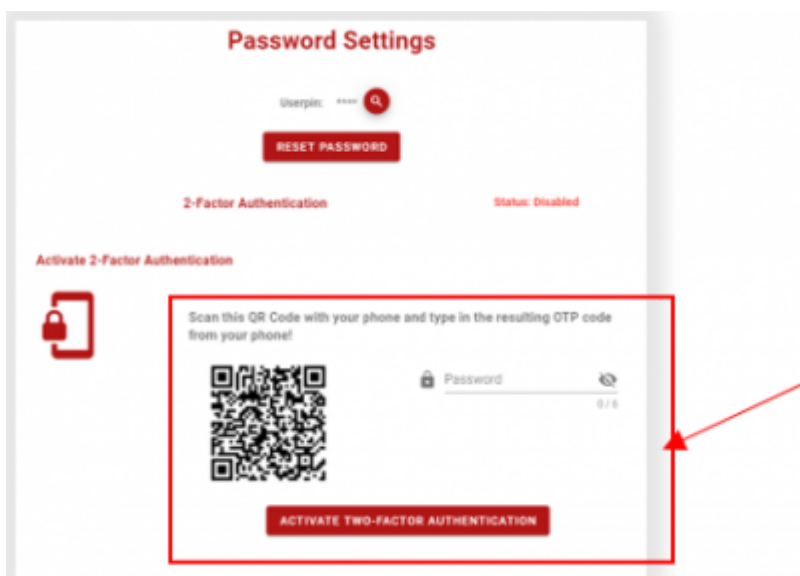 Password Settings
Userpin: ••••
RESET PASSWORD
2-Factor Authentication
Status: Disabled
Activate 2-Factor Authentication
Scan this QR Code with your phone and type in the resulting OTP code
from your phone!
Password
0 / 6
ACTIVATE TWO-FACTOR AUTHENTICATION